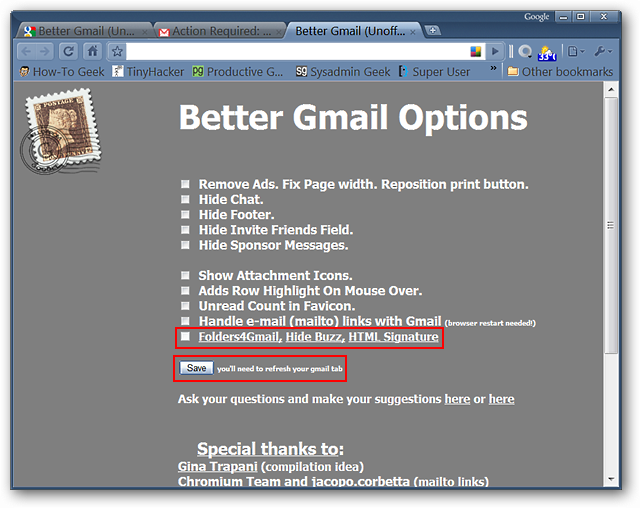 Google
Better Gmail (Un... Action Required: ... Better Gmail (Unoff...
How-To Geek TinyHacker Productive G... Sysadmin Geek Super User » Other bookmarks
33°
POSTAGE
Better Gmail Options
Remove Ads. Fix Page width. Reposition print button.
Hide Chat.
Hide Footer.
Hide Invite Friends Field.
Hide Sponsor Messages.
Show Attachment Icons.
Adds Row Highlight On Mouse Over.
Unread Count in Favicon.
Handle e-mail (mailto) links with Gmail (browser restart needed!)
Folders4Gmail, Hide Buzz, HTML Signature
Save you'll need to refresh your gmail tab
Ask your questions and make your suggestions here or here
Special thanks to:
Gina Trapani (compilation idea)
Chromium Team and jacopo.corbetta (mailto links)